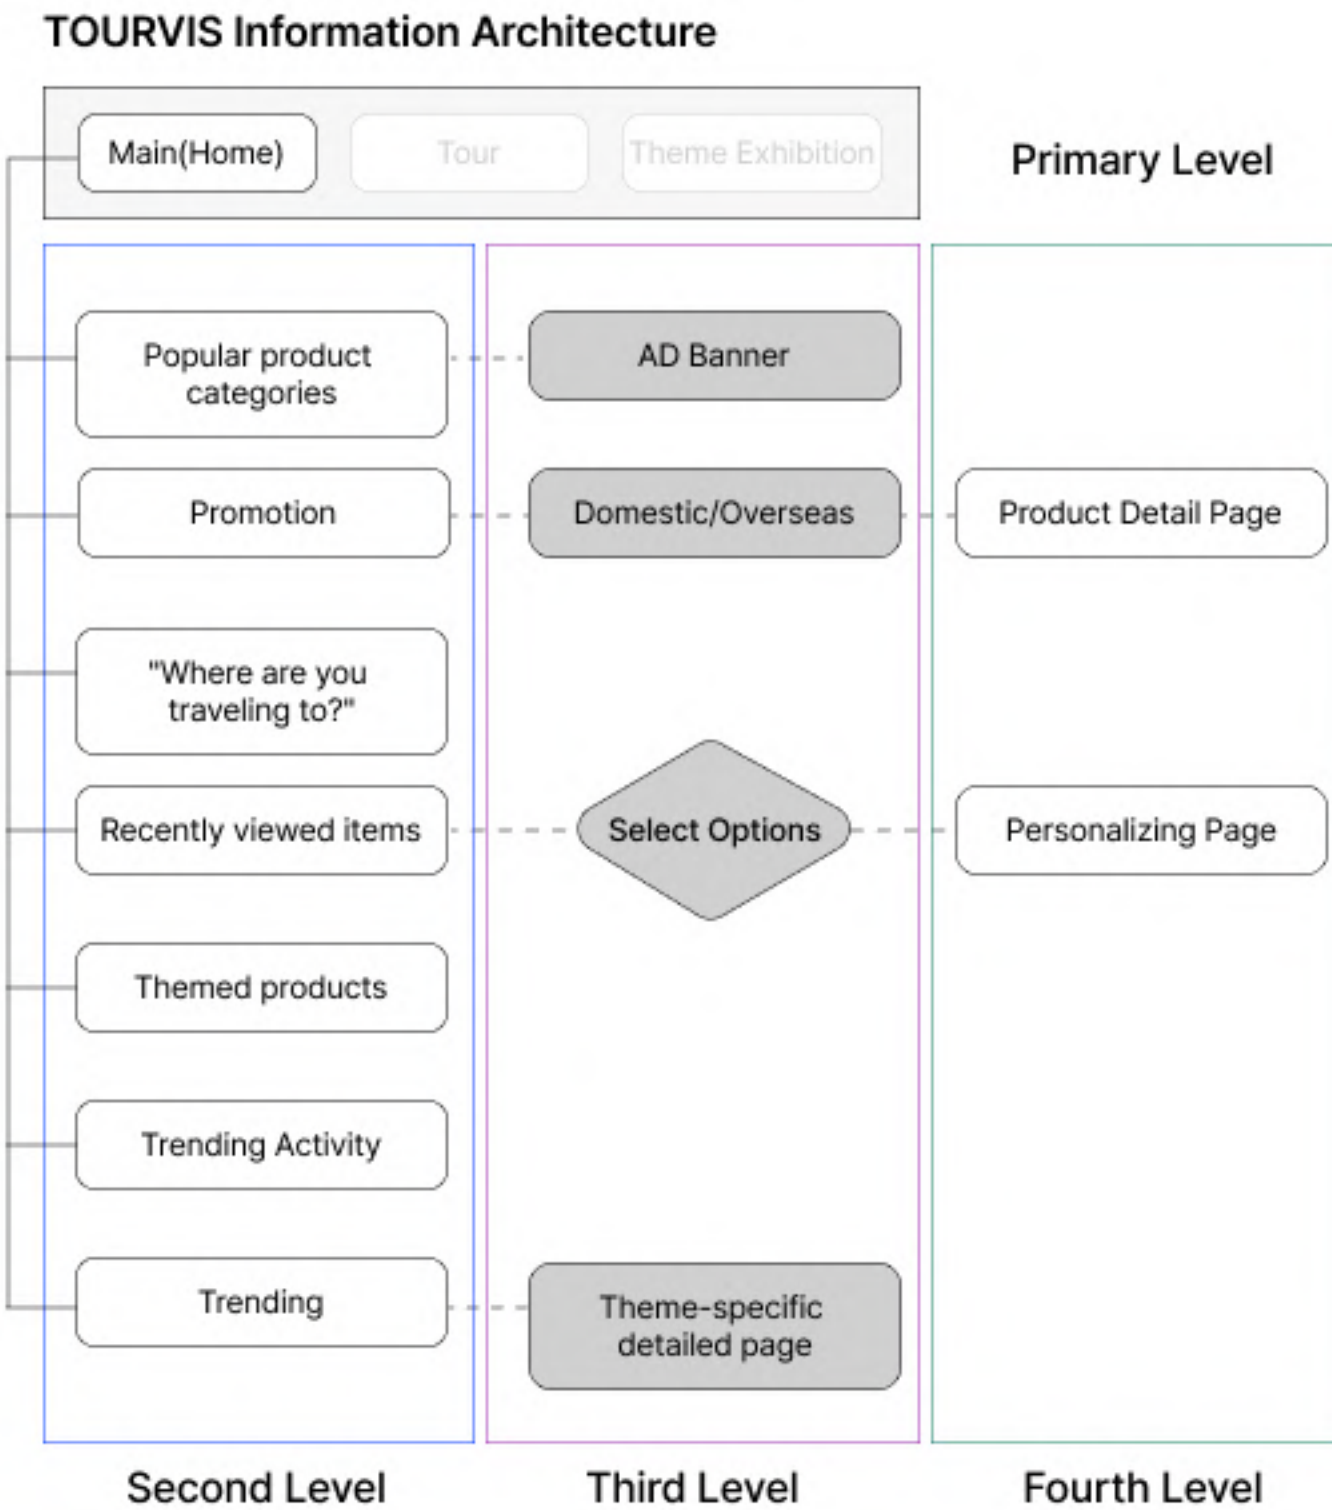 TOURVIS Information Architecture
Main(Home)
Tour
Theme Exhibition
Primary Level
Popular product
categories
AD Banner
Promotion
Domestic/Overseas
Product Detail Page
"Where are you
traveling to?"
Recently viewed items
Select Options
Personalizing Page
Themed products
Trending Activity
Trending
Theme-specific
detailed page
Second Level
Third Level
Fourth Level